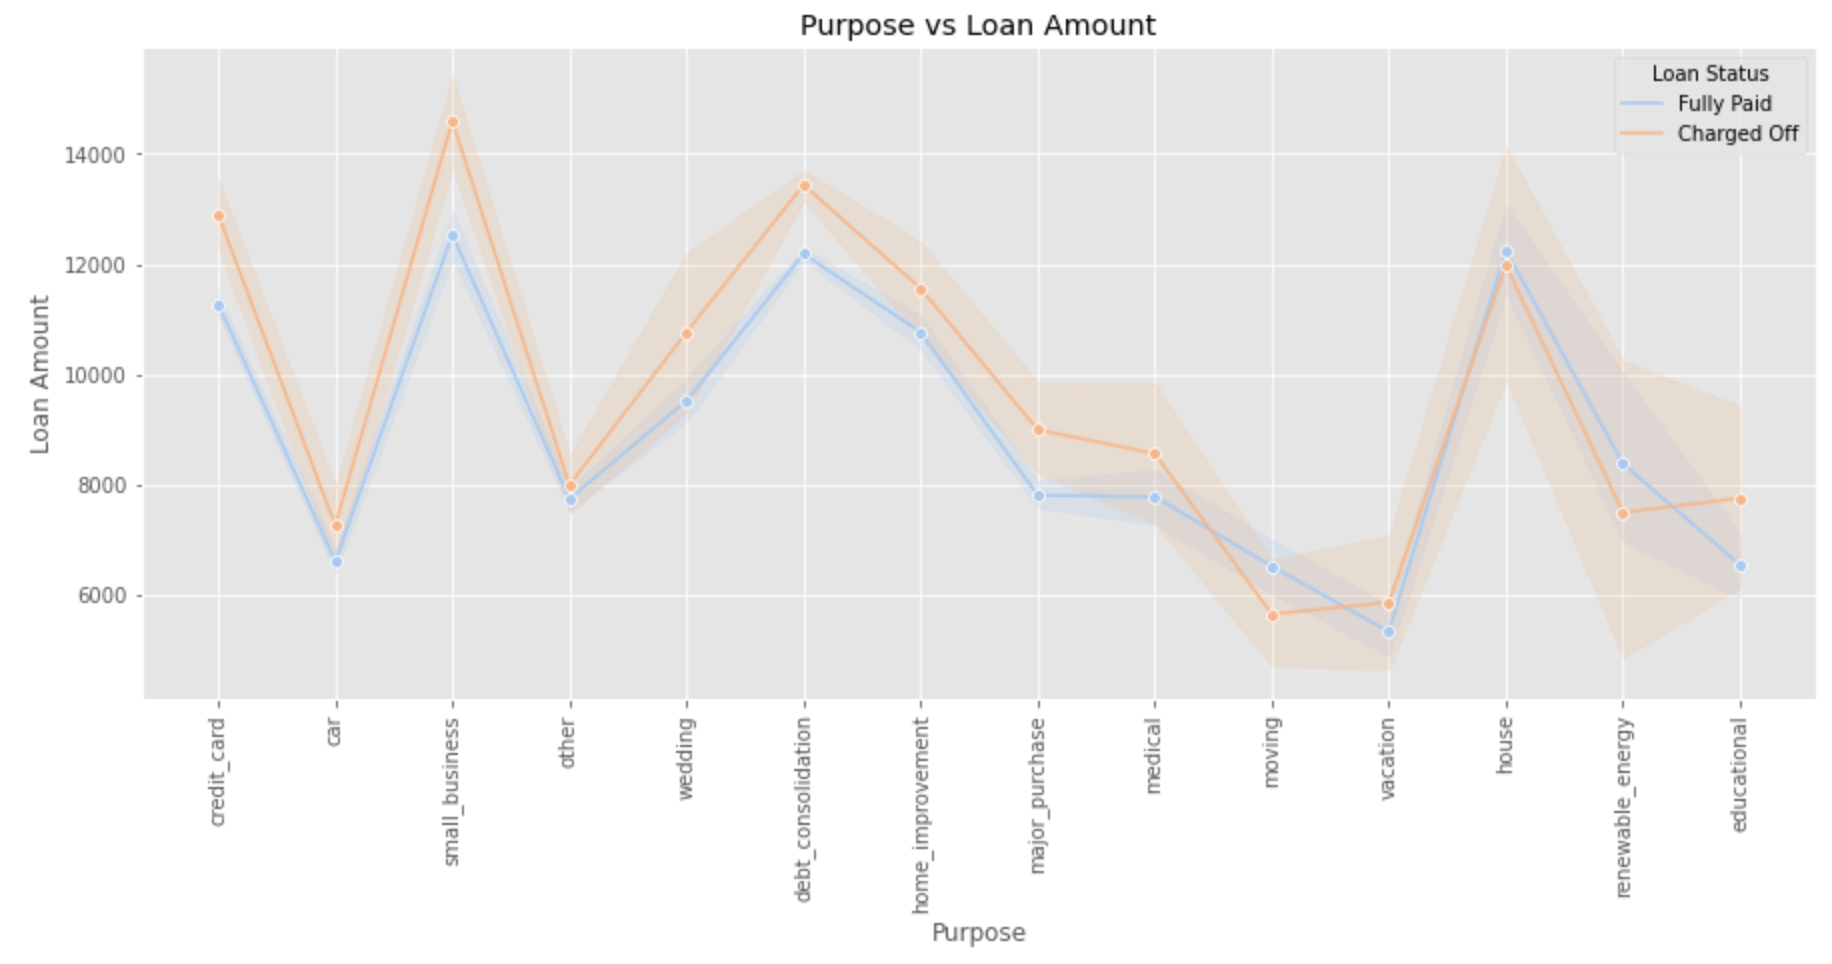 Purpose vs Loan Amount
Loan Status
Fully Paid
Charged Off
14000
12000
10000
8000
6000
Loan Amount
credit_card
car
small_business
other
wedding
debt_consolidation
home_improvement
major_purchase
medical
moving
vacation
house
renewable_energy
educational
Purpose